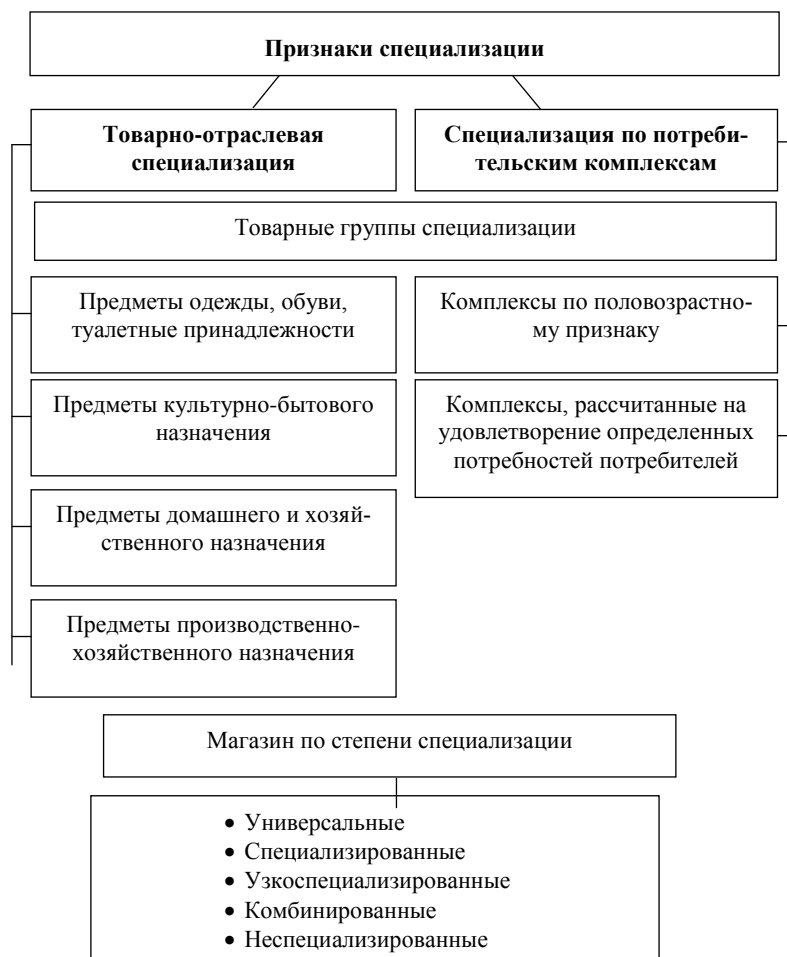 Признаки специализации
Товарно-отраслевая
специализация
Специализация по потреби-
тельским комплексам
Товарные группы специализации
Предметы одежды, обуви,
туалетные принадлежности
Комплексы по половозрастно-
му признаку
Предметы культурно-бытового
назначения
Комплексы, рассчитанные на
удовлетворение определенных
потребностей потребителей
Предметы домашнего и хозяй-
ственного назначения
Предметы производственно-
хозяйственного назначения
Магазин по степени специализации
• Универсальные
• Специализированные
• Узкоспециализированные
• Комбинированные
• Неспециализированные